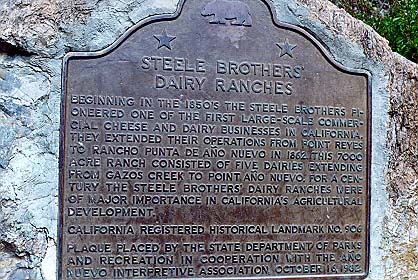 STEELE BROTHERS'
DAIRY RANCHES
BEGINNING IN THE 1850'S THE STEELE BROTHERS PI-
ONEERED ONE OF THE FIRST LARGE-SCALE COMMER-
CIAL CHEESE AND DAIRY BUSINESSES IN CALIFORNIA.
THEY EXTENDED THEIR OPERATIONS FROM POINT REYES
TO RANCHO PUNTA DE AÑO NUEVO IN 1862. THIS 7000
ACRE RANCH CONSISTED OF FIVE DAIRIES EXTENDING
FROM GAZOS CREEK TO POINT AÑO NUEVO. FOR A CEN-
TURY THE STEELE BROTHERS' DAIRY RANCHES WERE
OF MAJOR IMPORTANCE IN CALIFORNIA'S AGRICULTURAL
DEVELOPMENT.
CALIFORNIA REGISTERED HISTORICAL LANDMARK NO. 906
PLAQUE PLACED BY THE STATE DEPARTMENT OF PARKS
AND RECREATION IN COOPERATION WITH THE AÑO
NUEVO INTERPRETIVE ASSOCIATION OCTOBER 16, 1982